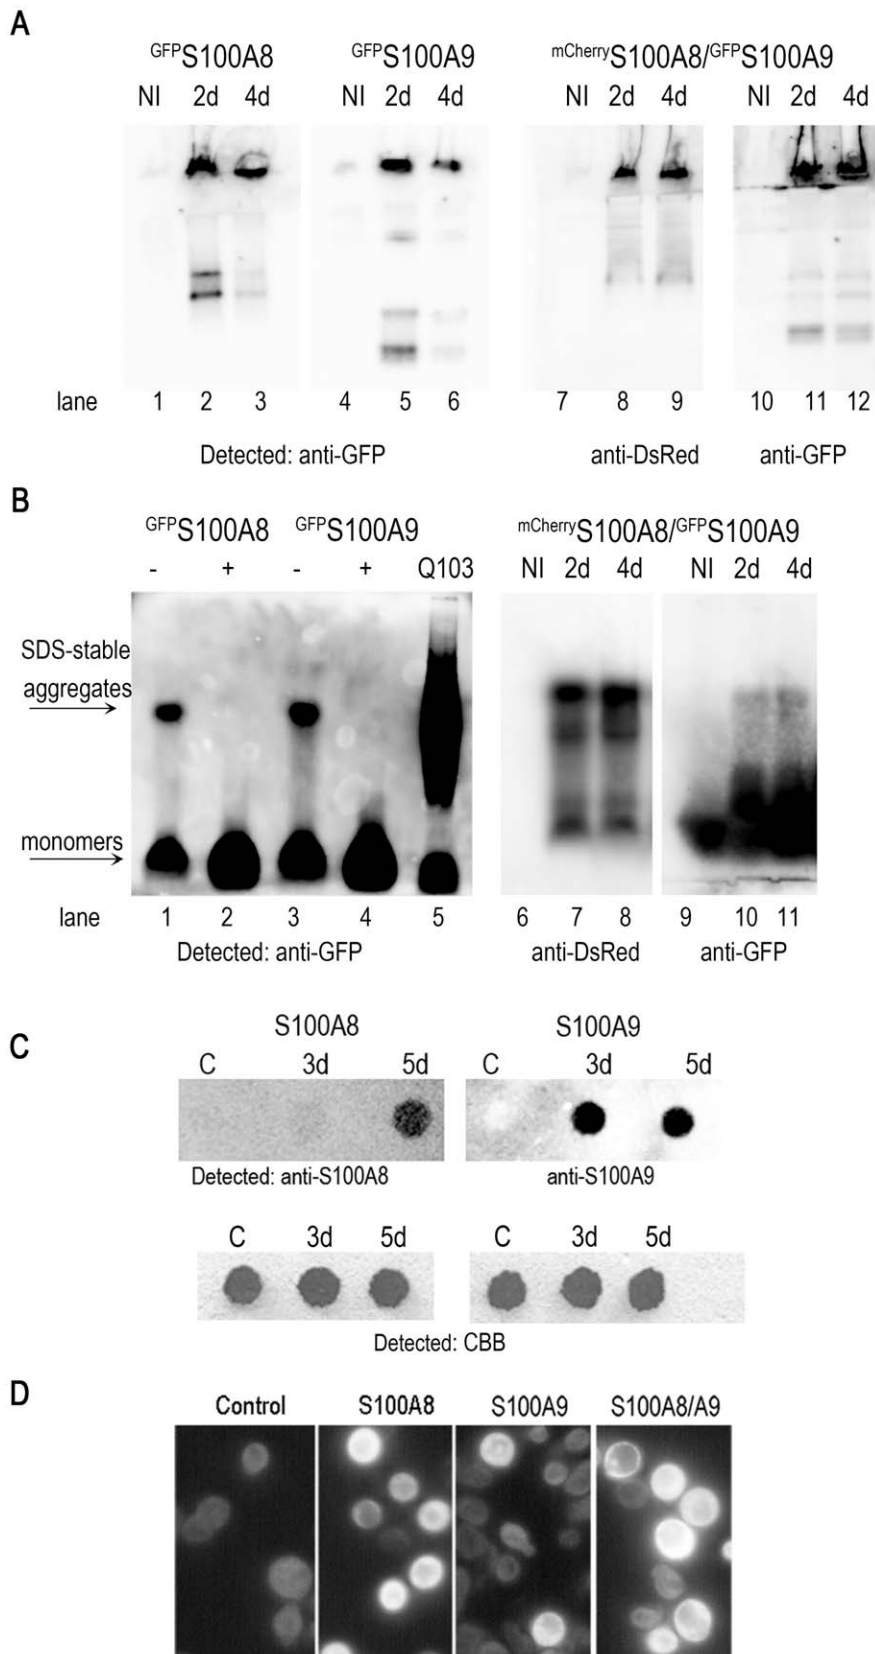 A
GFPS100A8 GFPS100A9 mCherryS100A8/GFPS100A9
NI 2d 4d NI 2d 4d NI 2d 4d NI 2d 4d
lane 1 2 3 4 5 6 7 8 9 10 11 12
Detected: anti-GFP anti-DsRed anti-GFP
B
GFPS100A8 GFPS100A9 mCherryS100A8/GFPS100A9
- + - + Q103 NI 2d 4d NI 2d 4d
SDS-stable
aggregates
monomers
lane 1 2 3 4 5 6 7 8 9 10 11
Detected: anti-GFP anti-DsRed anti-GFP
C
S100A8 S100A9
C 3d 5d C 3d 5d
Detected: anti-S100A8 anti-S100A9
C 3d 5d C 3d 5d
Detected: CBB
D
Control S100A8 S100A9 S100A8/A9